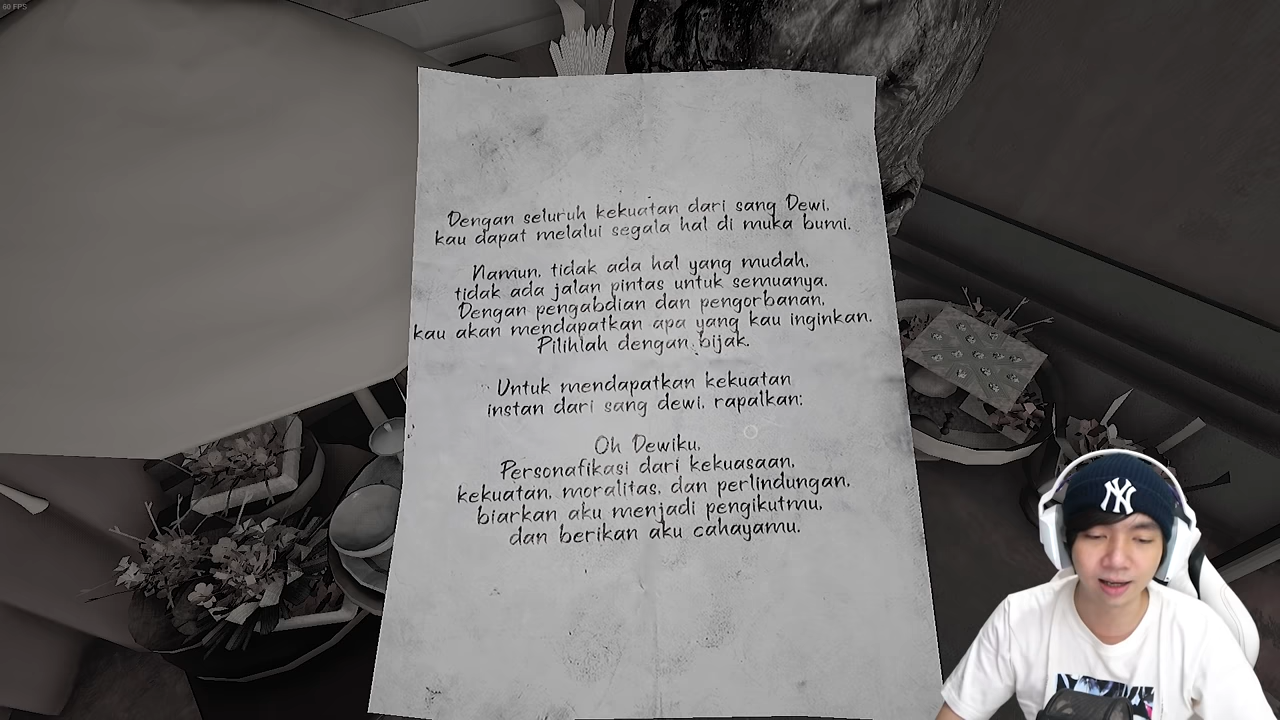 60 FPS
Dengan seluruh kekuatan dari sang Dewi,
kau dapat melalui segala hal di muka bumi.
Namun, tidak ada hal yang mudah,
tidak ada jalan pintas untuk semuanya.
Dengan pengabdian dan pengorbanan,
kau akan mendapatkan apa yang kau inginkan.
Pilihlah dengan bijak.
Untuk mendapatkan kekuatan
instan dari sang dewi, rapalkan:
Oh Dewiku,
Personafikasi dari kekuasaan,
kekuatan, moralitas, dan perlindungan,
biarkan aku menjadi pengikutmu,
dan berikan aku cahayamu.
NY